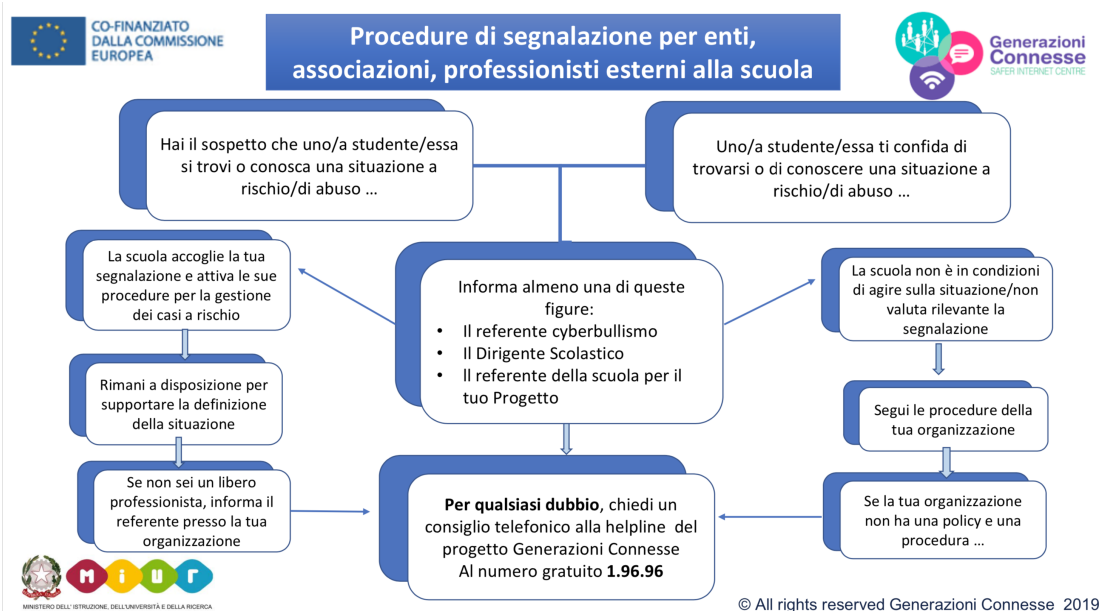 CO-FINANZIATO
DALLA COMMISSIONE
EUROPEA
Procedure di segnalazione per enti,
associazioni, professionisti esterni alla scuola
Generazioni
Connesse
SAFER INTERNET CENTRE
Hai il sospetto che uno/a studente/essa
si trovi o conosca una situazione a
rischio/di abuso ...
Uno/a studente/essa ti confida di
trovarsi o di conoscere una situazione a
rischio/di abuso ...
La scuola accoglie la tua
segnalazione e attiva le sue
procedure per la gestione
dei casi a rischio
Informa almeno una di queste
figure:
• Il referente cyberbullismo
• Il Dirigente Scolastico
• Il referente della scuola per il
tuo Progetto
La scuola non è in condizioni
di agire sulla situazione/non
valuta rilevante la
segnalazione
Rimani a disposizione per
supportare la definizione
della situazione
Segui le procedure della
tua organizzazione
Se non sei un libero
professionista, informa il
referente presso la tua
organizzazione
Per qualsiasi dubbio, chiedi un
consiglio telefonico alla helpline del
progetto Generazioni Connesse
Al numero gratuito 1.96.96
Se la tua organizzazione
non ha una policy e una
procedura ...
MIUR
MINISTERO DELL' ISTRUZIONE, DELL'UNIVERSITÀ E DELLA RICERCA
© All rights reserved Generazioni Connesse 2019